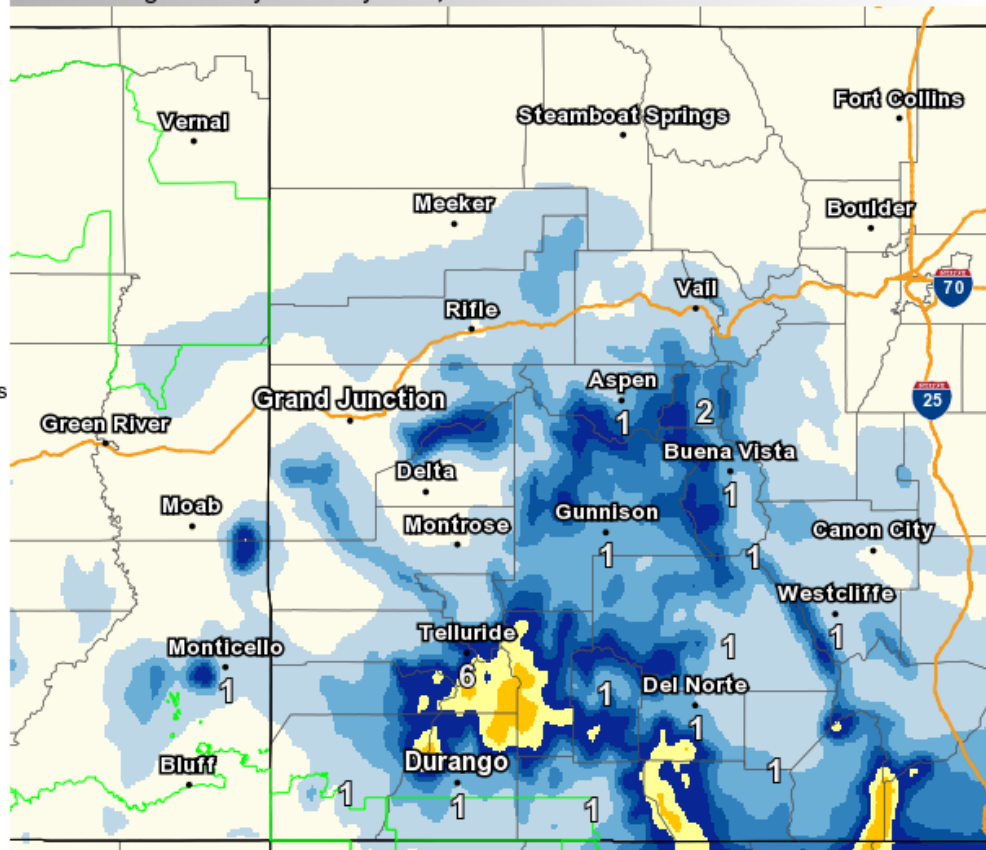 Fort Collins
Steamboat Springs
Vernal
Meeker
Boulder
70
Vail
Rifle
Aspen
Grand Junction
25
1
2
Green River
Buena Vista
Delta
1
Moab
Gunnison
Montrose
Canon City
1
1
Westcliffe
Telluride
1
Monticello
1
6
Del Norte
1
1
1
Durango
Bluff
1
1
1
1